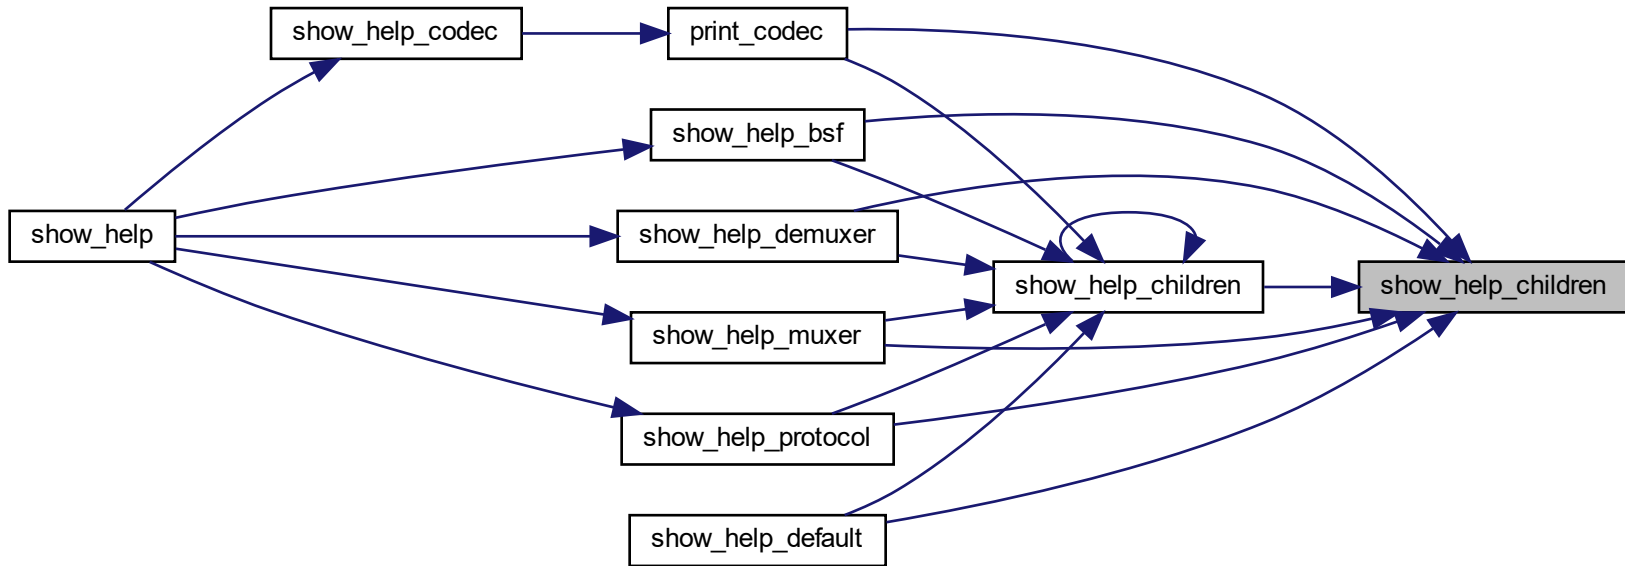 show_help_codec
print_codec
show_help_bsf
show_help
show_help_demuxer
show_help_children
show_help_children
show_help_muxer
show_help_protocol
show_help_default